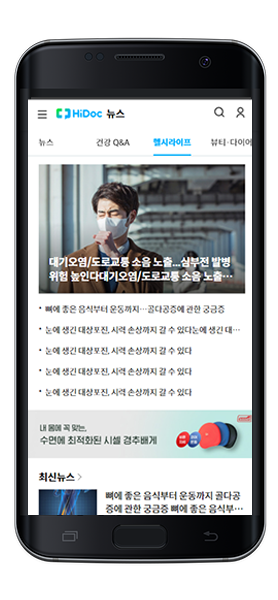 HiDoc 뉴스
뉴스 건강 Q&A 헬시라이프 뷰티·다이어
대기오염/도로교통 소음 노출...심부전 발병
위험 높인다대기오염/도로교통 소음 노출…
뼈에 좋은 음식부터 운동까지…골다공증에 관한 궁금증
눈에 생긴 대상포진, 시력 손상까지 갈 수 있다눈에 생긴 대…
눈에 생긴 대상포진, 시력 손상까지 갈 수 있다
눈에 생긴 대상포진, 시력 손상까지 갈 수 있다
눈에 생긴 대상포진, 시력 손상까지 갈 수 있다
내 몸에 꼭 맞는,
수면에 최적화된 시셀 경추베개
최신뉴스
뼈에 좋은 음식부터 운동까지 골다공
증에 관한 궁금증 뼈에 좋은 음식부…